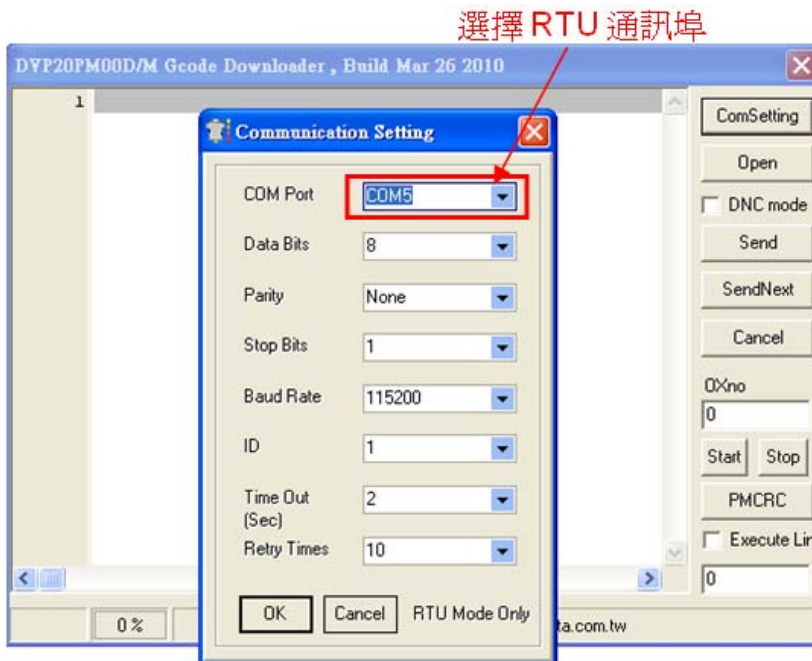 選擇 RTU 通訊埠
DVP20PM00D/M Gcode Downloader , Build Mar 26 2010
1
Communication Setting
COM Port
COM5
Data Bits
8
Parity
None
Stop Bits
1
Baud Rate
115200
ID
1
Time Out
(Sec)
2
Retry Times
10
OK
Cancel
RTU Mode Only
ComSetting
Open
DNC mode
Send
SendNext
Cancel
OXno
0
Start
Stop
PMCRC
Execute Lin
0
0 %
ta.com.tw